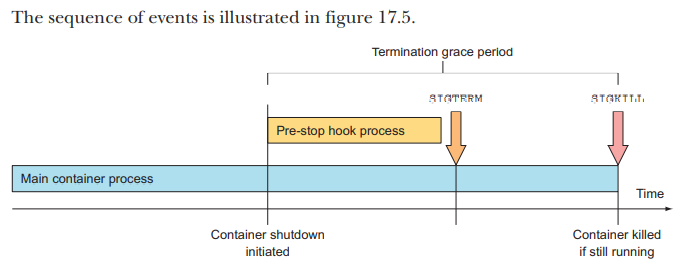 The sequence of events is illustrated in figure 17.5.
Termination grace period
SIGTERM
SIGKILL
Pre-stop hook process
Main container process
Time
Container shutdown
initiated
Container killed
if still running